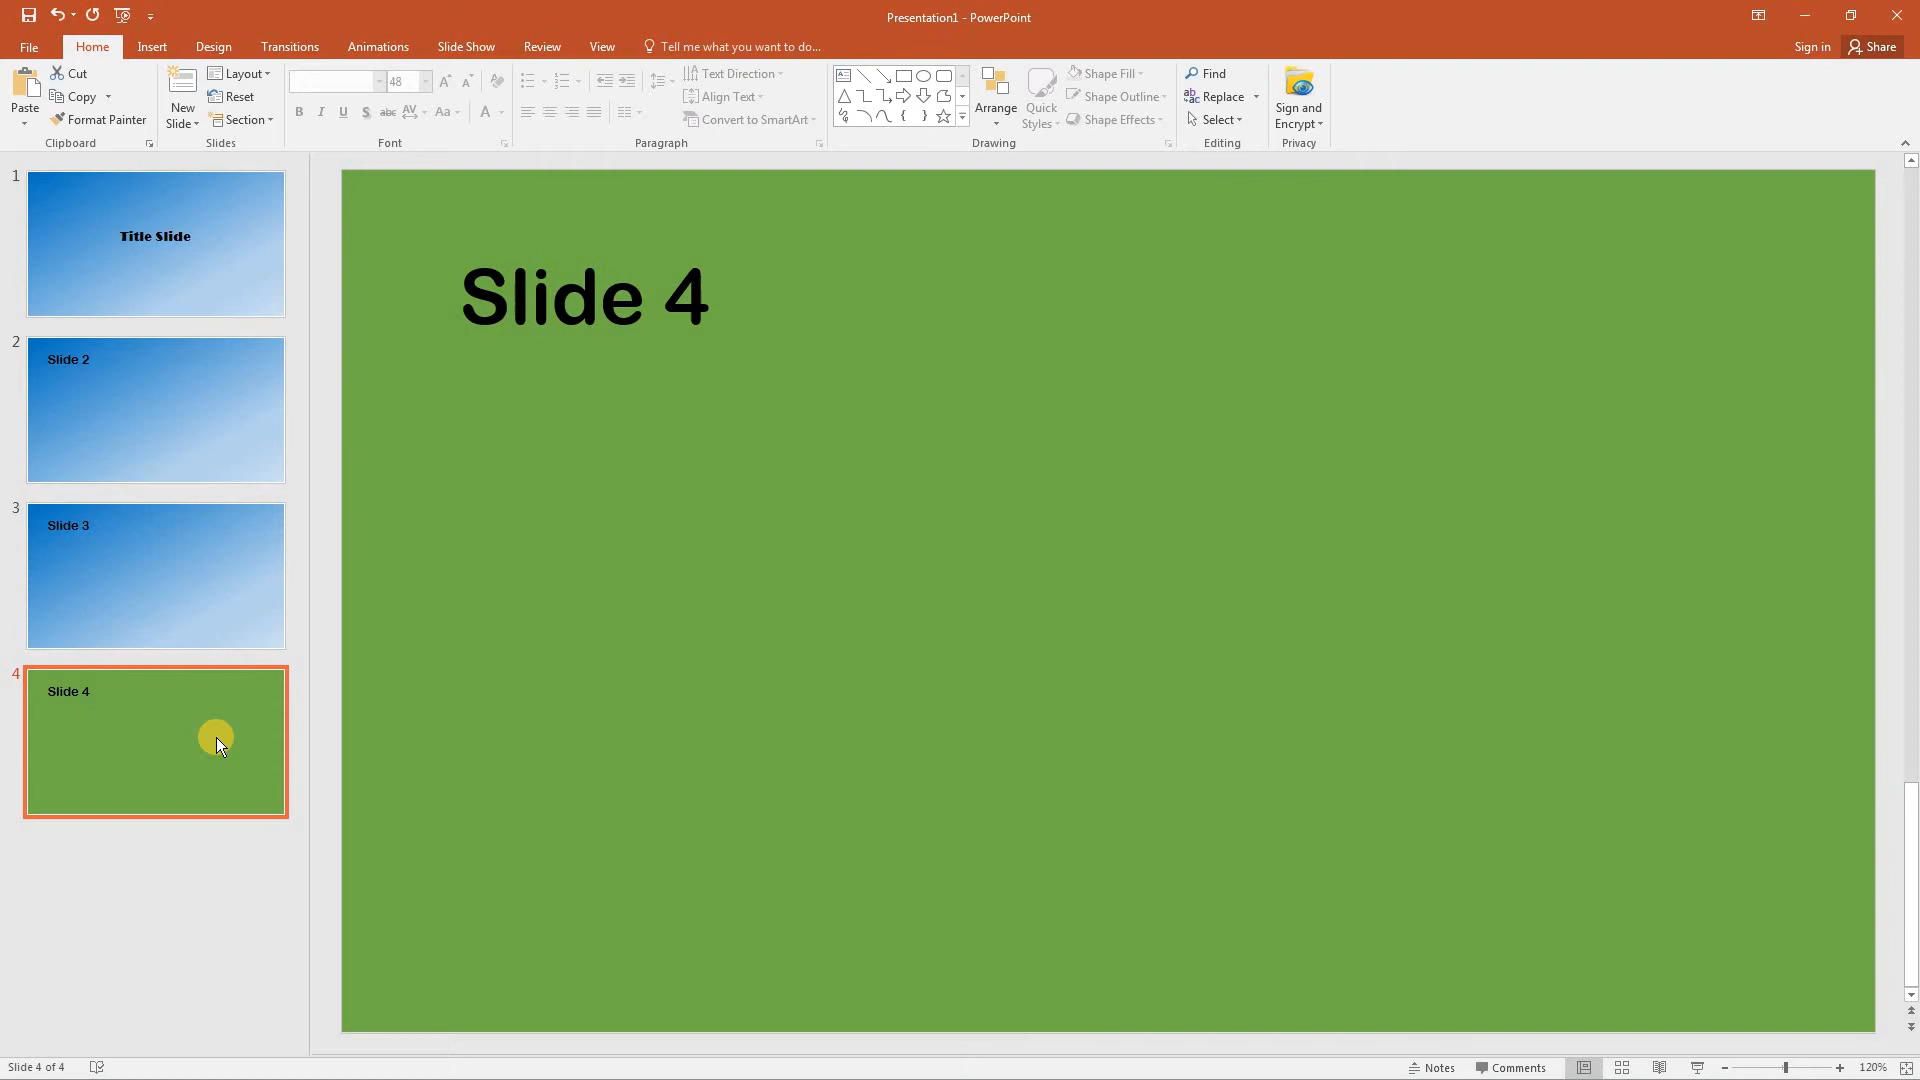 Presentation1 - PowerPoint
File Home Insert Design Transitions Animations Slide Show Review View Tell me what you want to do... Sign in Share
Paste
Cut
Copy
Format Painter
Clipboard
New
Slide
Layout
Reset
Section
Slides
48
B I U S abc AV Aa A
Font
Text Direction
Align Text
Convert to SmartArt
Paragraph
Arrange
Quick
Styles
Shape Fill
Shape Outline
Shape Effects
Drawing
Find
Replace
Select
Editing
Sign and
Encrypt
Privacy
1
Title Slide
2
Slide 2
3
Slide 3
4
Slide 4
Slide 4
Slide 4 of 4
Notes Comments 120%